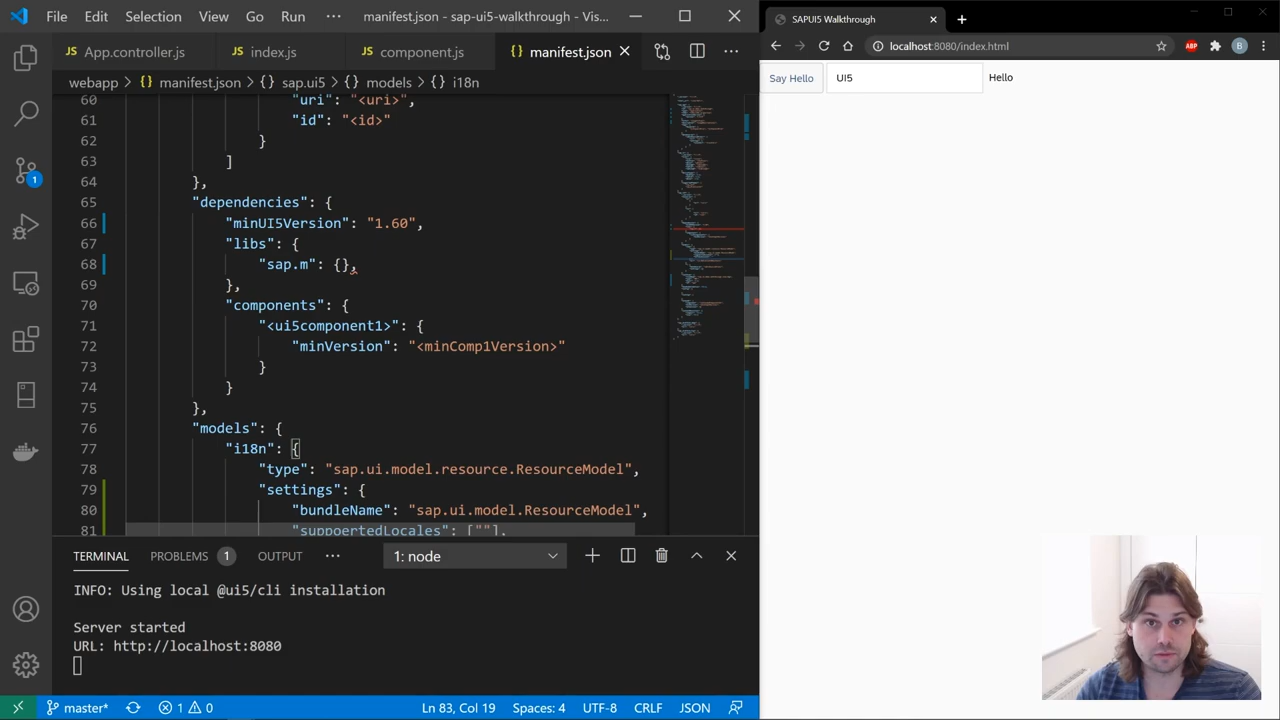 File Edit Selection View Go Run manifest.json - sap-ui5-walkthrough - Vis...
App.controller.js index.js component.js manifest.json
webapp > manifest.json > {} sap.ui5 > {} models > {} i18n
60 "uri": "<uri>",
61 "id": "<id>"
62 }
63 ]
64 },
65 "dependencies": {
66 "minUI5Version": "1.60",
67 "libs": {
68 "sap.m": {},
69 },
70 "components": {
71 "<ui5component1>": {
72 "minVersion": "<minComp1Version>"
73 }
74 }
75 },
76 "models": {
77 "i18n": {
78 "type": "sap.ui.model.resource.ResourceModel",
79 "settings": {
80 "bundleName": "sap.ui.model.ResourceModel",
81 "suppoertedLocales": [""],
TERMINAL PROBLEMS 1 OUTPUT ... 1: node
INFO: Using local @ui5/cli installation
Server started
URL: http://localhost:8080
master* 1 0 Ln 83, Col 19 Spaces: 4 UTF-8 CRLF JSON
1
SAPUI5 Walkthrough
localhost:8080/index.html ABP B
Say Hello UI5 Hello